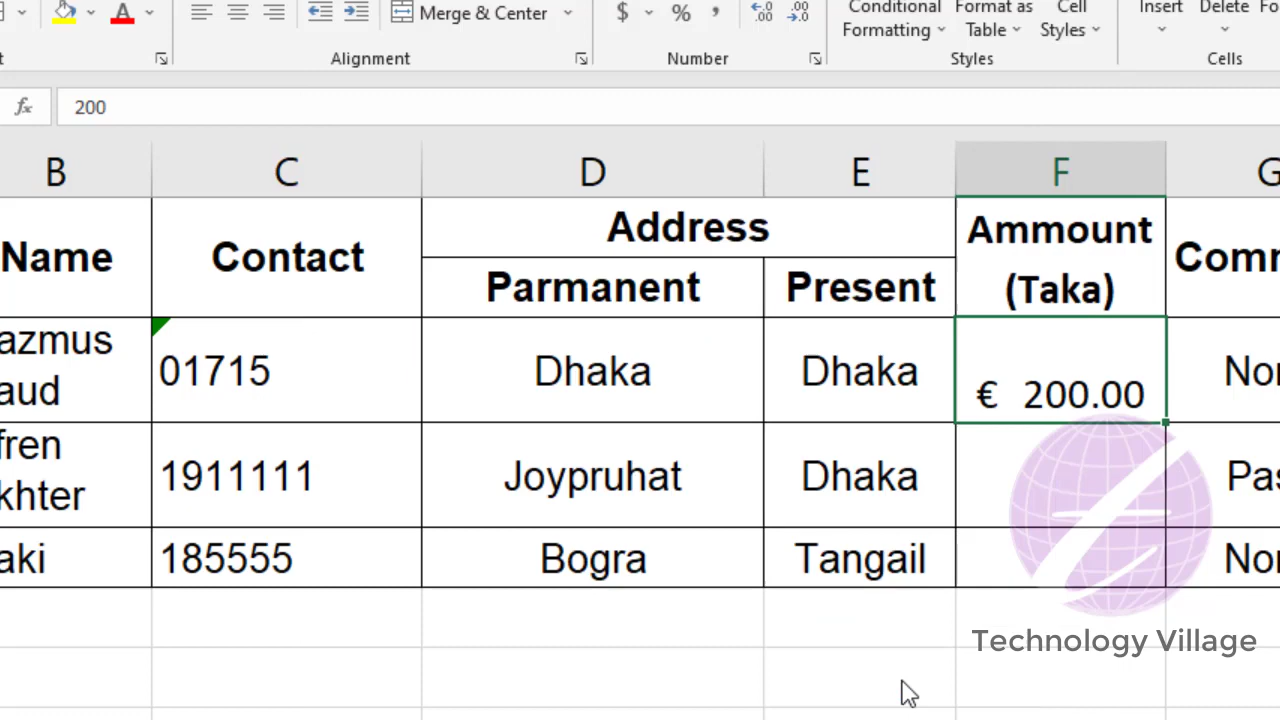 Merge & Center
$ % ,
Conditional
Formatting
Format as
Table
Cell
Styles
Insert
Delete
Alignment
Number
Styles
Cells
fx
200
B C D E F G
Name
Contact
Address
Parmanent
Present
Ammount
(Taka)
01715
Dhaka
Dhaka
€ 200.00
1911111
Joypruhat
Dhaka
185555
Bogra
Tangail
Technology Village